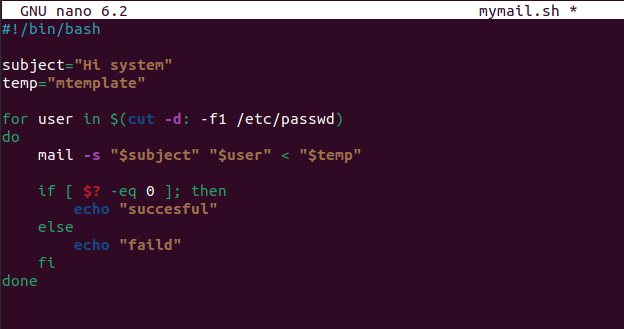 GNU nano 6.2 mymail.sh *
#!/bin/bash
subject="Hi system"
temp="mtemplate"
for user in $(cut -d: -f1 /etc/passwd)
do
    mail -s "$subject" "$user" < "$temp"
    if [ $? -eq 0 ]; then
        echo "succesful"
    else
        echo "faild"
    fi
done